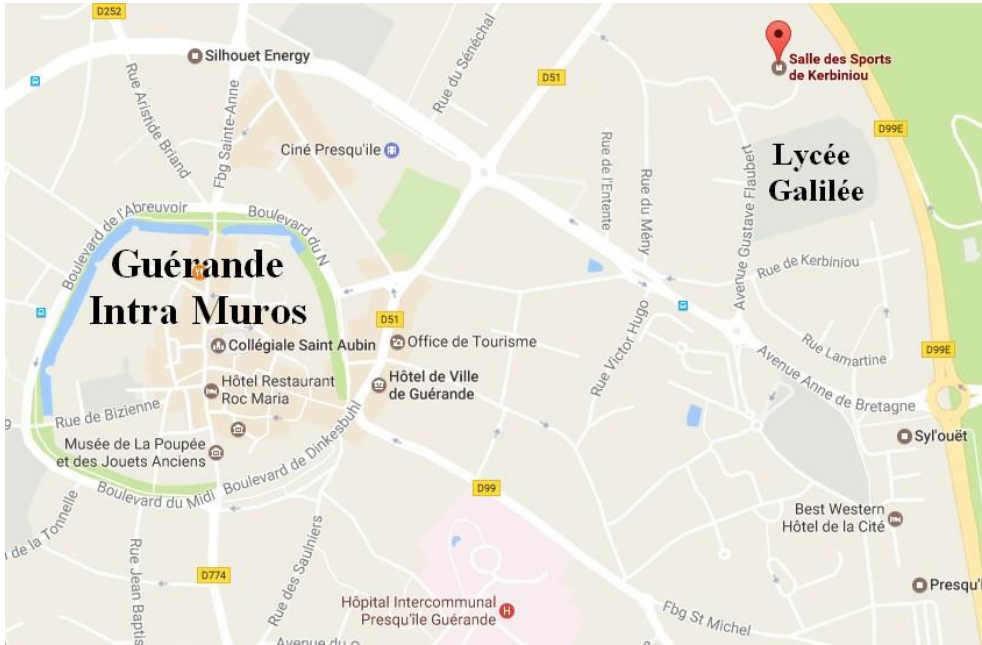 D252
Silhouet Energy
Rue du Sénéchal
D51
Salle des Sports
de Kerbiniou
Rue Aristide Briand
Fbg Sainte-Anne
Ciné Presqu'île
D99E
Rue de l'Entente
Rue du Mény
Avenue Gustave Flaubert
Lycée
Galilée
Boulevard de l'Abreuvoir
Boulevard du N
Guérande
Intra Muros
Rue de Kerbiniou
D51
Collégiale Saint Aubin
Office de Tourisme
Rue Victor Hugo
Rue Lamartine
D99E
Hôtel Restaurant
Roc Maria
Hôtel de Ville
de Guérande
Avenue Anne de Bretagne
Rue de Bizienne
Musée de La Poupée
et des Jouets Anciens
Syl'ouët
Boulevard du Midi
Boulevard de Dinkesbuhl
D99
de la Tonnelle
Best Western
Hôtel de la Cité
Rue Jean Baptis
Rue des Saulniers
D774
Presqu'î
Hôpital Intercommunal
Presqu'île Guérande
Fbg St Michel
Avenue du